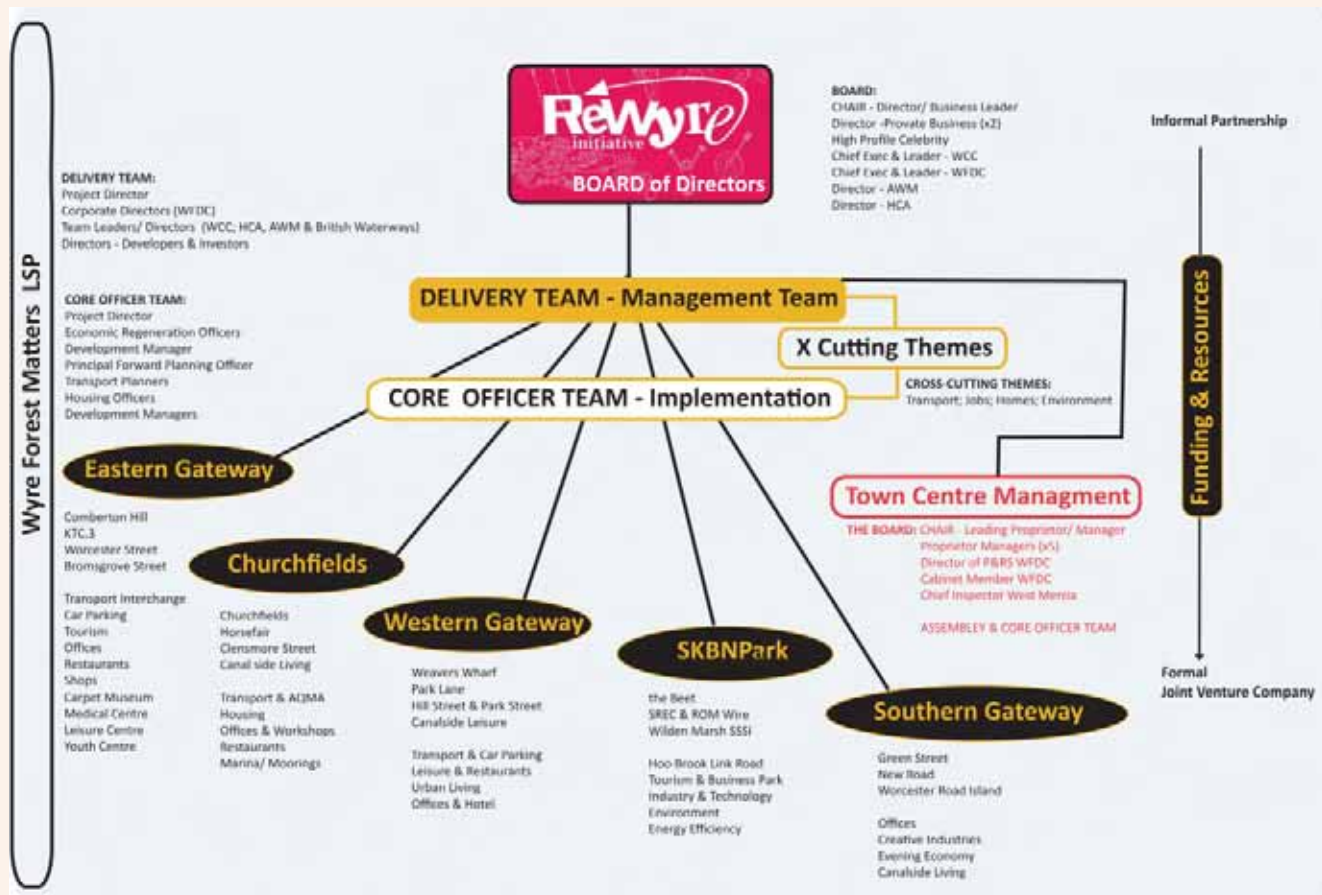 Wyre Forest Matters LSP
ReWyre
initiative
BOARD of Directors
BOARD:
CHAIR - Director/ Business Leader
Director -Provate Business (x2)
High Profile Celebrity
Chief Exec & Leader - WCC
Chief Exec & Leader - WFDC
Director - AWM
Director - HCA
Informal Partnership
Funding & Resources
Formal
Joint Venture Company
DELIVERY TEAM:
Project Director
Corporate Directors (WFDC)
Team Leaders/ Directors (WCC, HCA, AWM & British Waterways)
Directors - Developers & Investors
CORE OFFICER TEAM:
Project Director
Economic Regeneration Officers
Development Manager
Principal Forward Planning Officer
Transport Planners
Housing Officers
Development Managers
DELIVERY TEAM - Management Team
X Cutting Themes
CORE OFFICER TEAM - Implementation
CROSS-CUTTING THEMES:
Transport; Jobs; Homes; Environment
Town Centre Managment
THE BOARD: CHAIR - Leading Proprietor/ Manager
Proprietor Managers (x5)
Director of P&RS WFDC
Cabinet Member WFDC
Chief Inspector West Mercia
ASSEMBLEY & CORE OFFICER TEAM
Eastern Gateway
Comberton Hill
KTC.3
Worcester Street
Bromsgrove Street
Transport Interchange
Car Parking
Tourism
Offices
Restaurants
Shops
Carpet Museum
Medical Centre
Leisure Centre
Youth Centre
Churchfields
Churchfields
Horsefair
Clensmore Street
Canal side Living
Transport & AQMA
Housing
Offices & Workshops
Restaurants
Marina/ Moorings
Western Gateway
Weavers Wharf
Park Lane
Hill Street & Park Street
Canalside Leisure
Transport & Car Parking
Leisure & Restaurants
Urban Living
Offices & Hotel
SKBNPark
the Beet
SREC & ROM Wire
Wilden Marsh SSSI
Hoo Brook Link Road
Tourism & Business Park
Industry & Technology
Environment
Energy Efficiency
Southern Gateway
Green Street
New Road
Worcester Road Island
Offices
Creative Industries
Evening Economy
Canalside Living